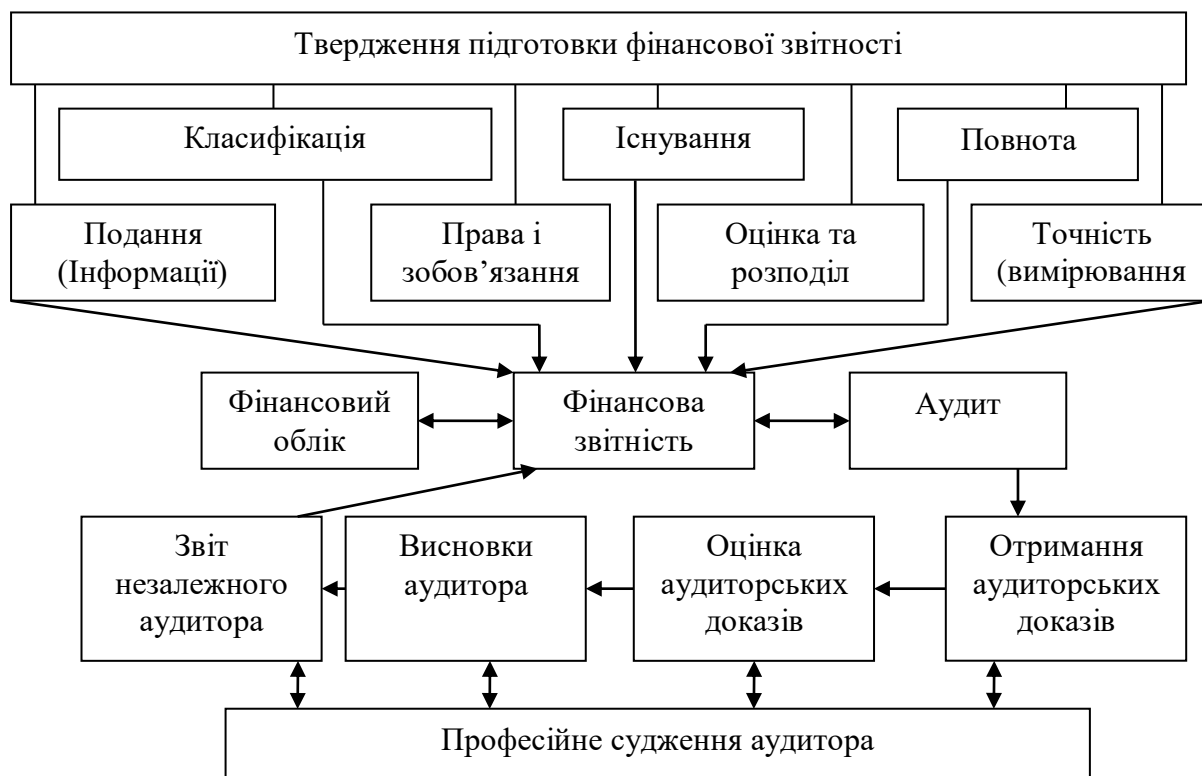 Твердження підготовки фінансової звітності
Класифікація
Існування
Повнота
Подання
(Інформації)
Права і
зобов’язання
Оцінка та
розподіл
Точність
(вимірювання
Фінансовий
облік
Фінансова
звітність
Аудит
Звіт
незалежного
аудитора
Висновки
аудитора
Оцінка
аудиторських
доказів
Отримання
аудиторських
доказів
Професійне судження аудитора